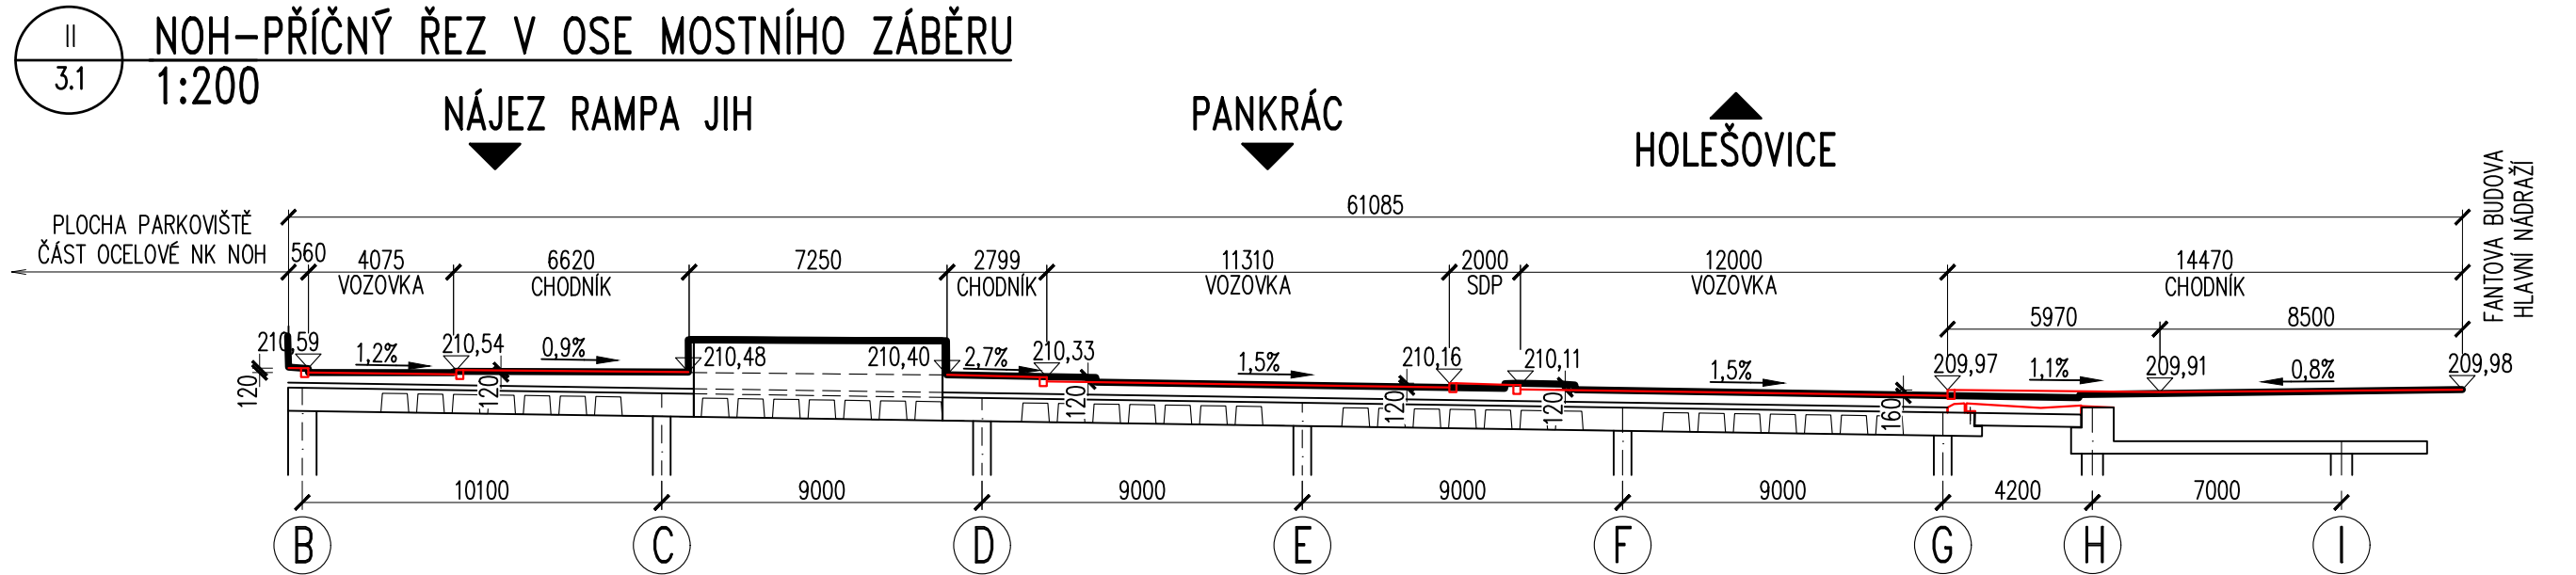 II
3.1
NOH-PŘÍČNÝ ŘEZ V OSE MOSTNÍHO ZÁBĚRU
1:200
NÁJEZ RAMPA JIH
PANKRÁC
HOLEŠOVICE
FANTOVA BUDOVA
HLAVNÍ NÁDRAŽÍ
61085
PLOCHA PARKOVIŠTĚ
ČÁST OCELOVÉ NK NOH
560
4075
VOZOVKA
6620
CHODNÍK
7250
2799
CHODNÍK
11310
VOZOVKA
2000
SDP
12000
VOZOVKA
14470
CHODNÍK
5970
8500
210,59
1,2%
210,54
0,9%
210,48
210,40
2,7%
210,33
1,5%
210,16
210,11
1,5%
209,97
1,1%
209,91
0,8%
209,98
120
120
120
120
120
160
10100
9000
9000
9000
9000
4200
7000
B
C
D
E
F
G
H
I